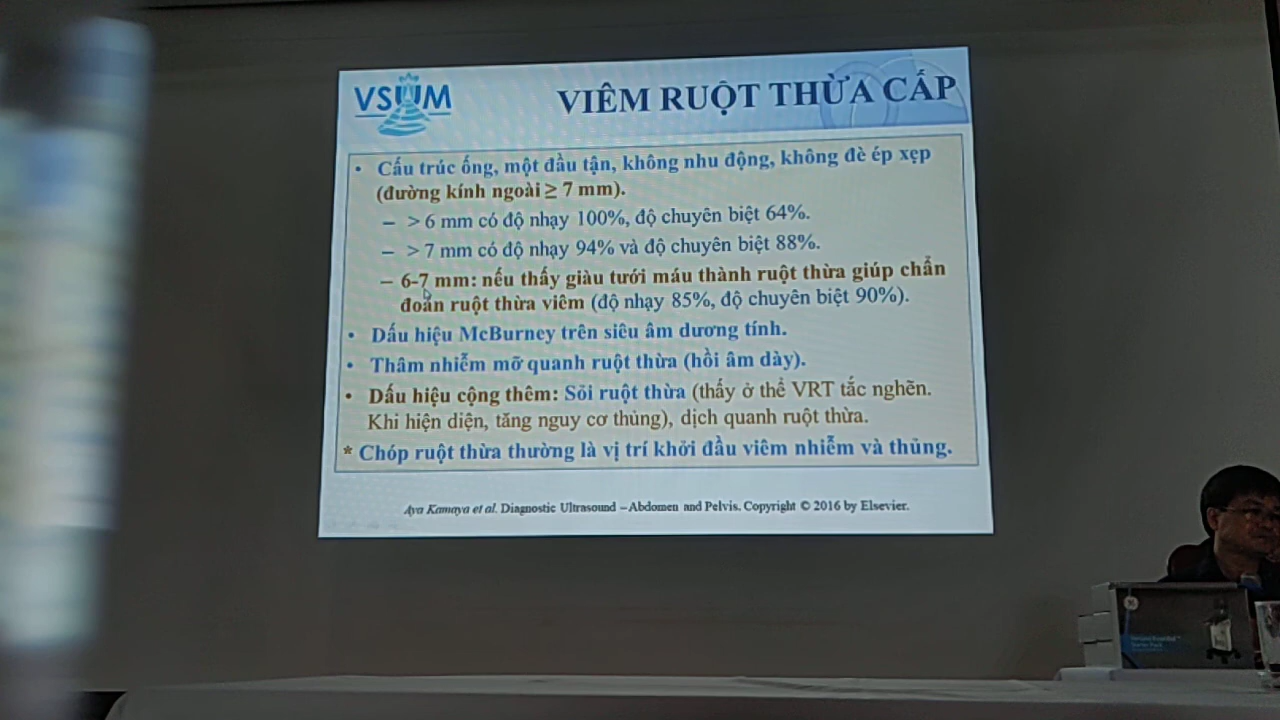 VSUM
VIÊM RUỘT THỪA CẤP
• Cấu trúc ống, một đầu tận, không nhu động, không đè ép xẹp
(đường kính ngoài ≥ 7 mm).
– > 6 mm có độ nhạy 100%, độ chuyên biệt 64%.
– > 7 mm có độ nhạy 94% và độ chuyên biệt 88%.
– 6-7 mm: nếu thấy giàu tưới máu thành ruột thừa giúp chẩn
đoán ruột thừa viêm (độ nhạy 85%, độ chuyên biệt 90%).
• Dấu hiệu McBurney trên siêu âm dương tính.
• Thâm nhiễm mỡ quanh ruột thừa (hồi âm dày).
• Dấu hiệu cộng thêm: Sỏi ruột thừa (thấy ở thể VRT tắc nghẽn.
Khi hiện diện, tăng nguy cơ thủng), dịch quanh ruột thừa.
* Chóp ruột thừa thường là vị trí khởi đầu viêm nhiễm và thủng.
Aya Kamaya et al. Diagnostic Ultrasound – Abdomen and Pelvis. Copyright © 2016 by Elsevier.